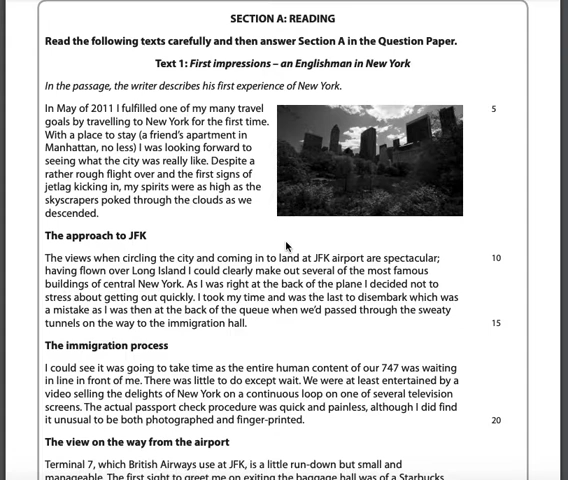 SECTION A: READING
Read the following texts carefully and then answer Section A in the Question Paper.
Text 1: First impressions – an Englishman in New York
In the passage, the writer describes his first experience of New York.
In May of 2011 I fulfilled one of my many travel
5
goals by travelling to New York for the first time.
With a place to stay (a friend's apartment in
Manhattan, no less) I was looking forward to
seeing what the city was really like. Despite a
rather rough flight over and the first signs of
jetlag kicking in, my spirits were as high as the
skyscrapers poked through the clouds as we
descended.
The approach to JFK
The views when circling the city and coming in to land at JFK airport are spectacular;
10
having flown over Long Island I could clearly make out several of the most famous
buildings of central New York. As I was right at the back of the plane I decided not to
stress about getting out quickly. I took my time and was the last to disembark which was
a mistake as I was then at the back of the queue when we'd passed through the sweaty
tunnels on the way to the immigration hall.
15
The immigration process
I could see it was going to take time as the entire human content of our 747 was waiting
in line in front of me. There was little to do except wait. We were at least entertained by a
video selling the delights of New York on a continuous loop on one of several television
screens. The actual passport check procedure was quick and painless, although I did find
it unusual to be both photographed and finger-printed.
20
The view on the way from the airport
Terminal 7, which British Airways use at JFK, is a little run-down but small and
manageable. The first sight to greet me on exiting the baggage hall was of a Starbucks